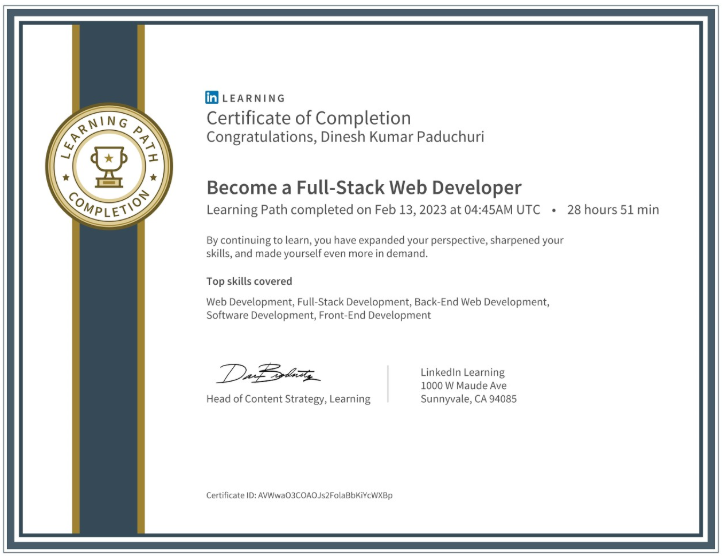 LEARNING PATH
COMPLETION
in LEARNING
Certificate of Completion
Congratulations, Dinesh Kumar Paduchuri
Become a Full-Stack Web Developer
Learning Path completed on Feb 13, 2023 at 04:45AM UTC • 28 hours 51 min
By continuing to learn, you have expanded your perspective, sharpened your
skills, and made yourself even more in demand.
Top skills covered
Web Development, Full-Stack Development, Back-End Web Development,
Software Development, Front-End Development
Head of Content Strategy, Learning
LinkedIn Learning
1000 W Maude Ave
Sunnyvale, CA 94085
Certificate ID: AVWwaO3COAOJs2FolaBbKiYcWXBp